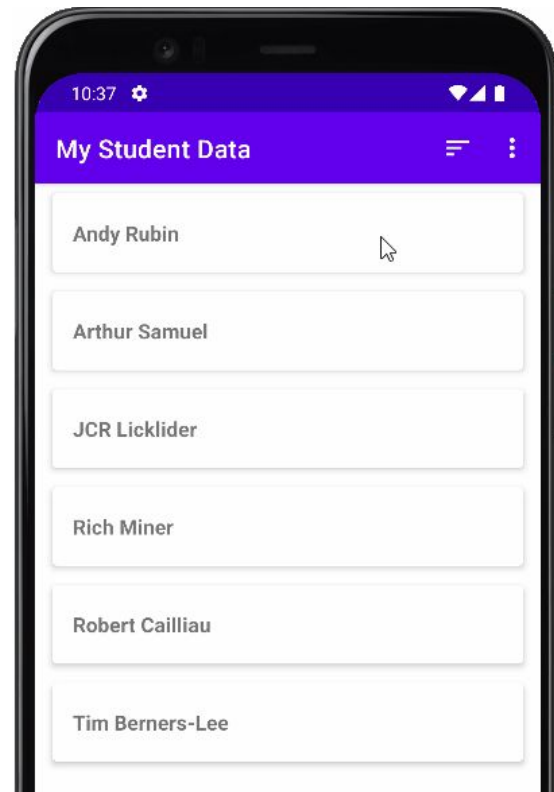 10:37
My Student Data
Andy Rubin
Arthur Samuel
JCR Licklider
Rich Miner
Robert Cailliau
Tim Berners-Lee